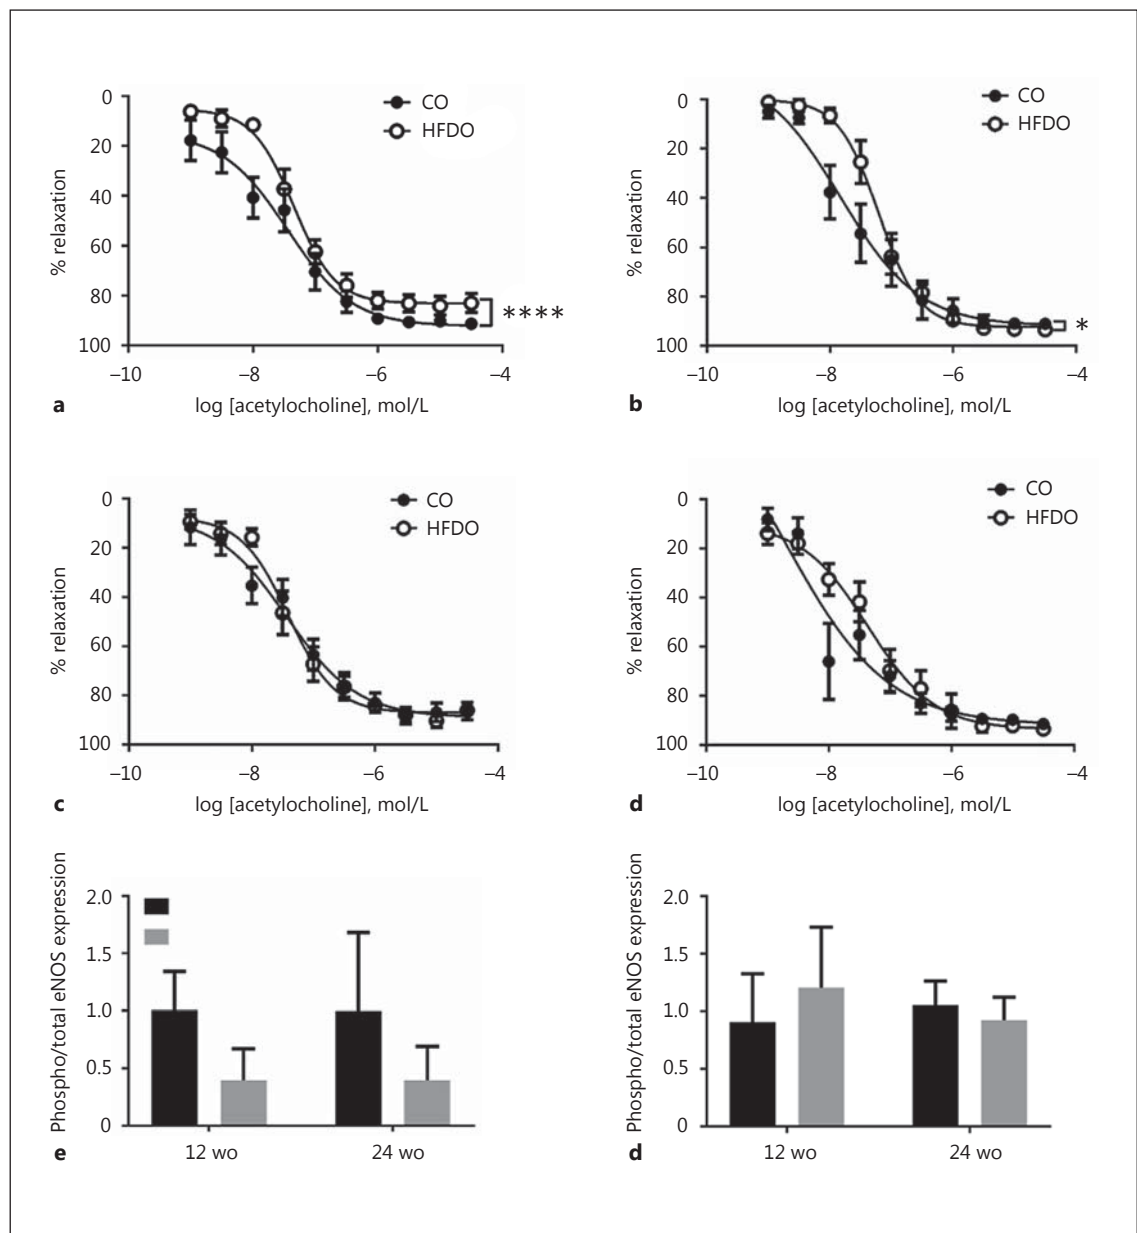 0
20
40
60
80
100
% relaxation
CO
HFDO
****
–10
–8
–6
–4
a
log [acetylocholine], mol/L
0
20
40
60
80
100
% relaxation
CO
HFDO
*
–10
–8
–6
–4
b
log [acetylocholine], mol/L
0
20
40
60
80
100
% relaxation
CO
HFDO
–10
–8
–6
–4
c
log [acetylocholine], mol/L
0
20
40
60
80
100
% relaxation
CO
HFDO
–10
–8
–6
–4
d
log [acetylocholine], mol/L
Phospho/total eNOS expression
2.0
1.5
1.0
0.5
0
e
12 wo
24 wo
Phospho/total eNOS expression
2.0
1.5
1.0
0.5
0
d
12 wo
24 wo